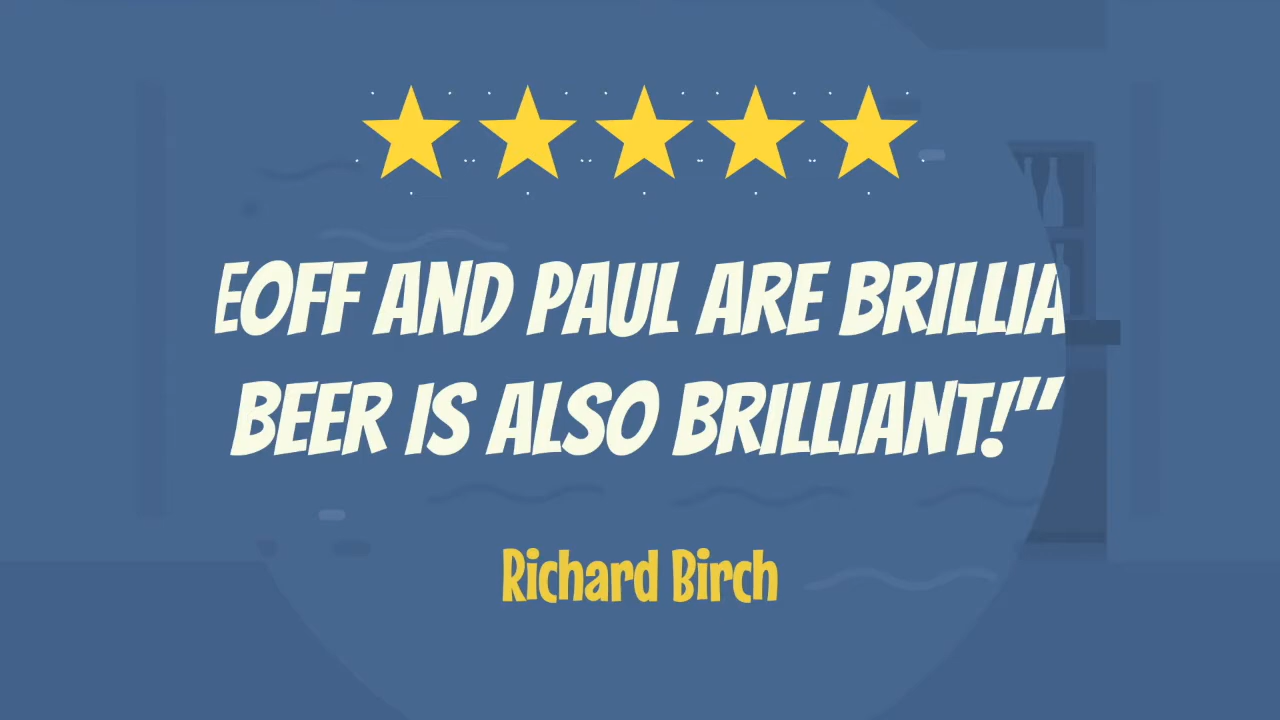 EOFF AND PAUL ARE BRILLIA
BEER IS ALSO BRILLIANT!”
Richard Birch